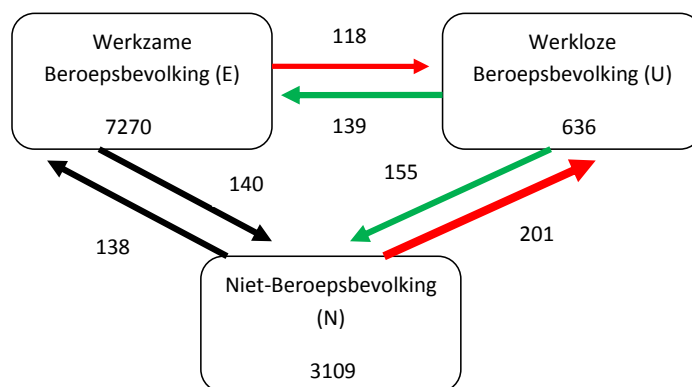 Werkzame
Beroepsbevolking (E)
7270
118
139
Werkloze
Beroepsbevolking (U)
636
140
138
155
201
Niet-Beroepsbevolking
(N)
3109